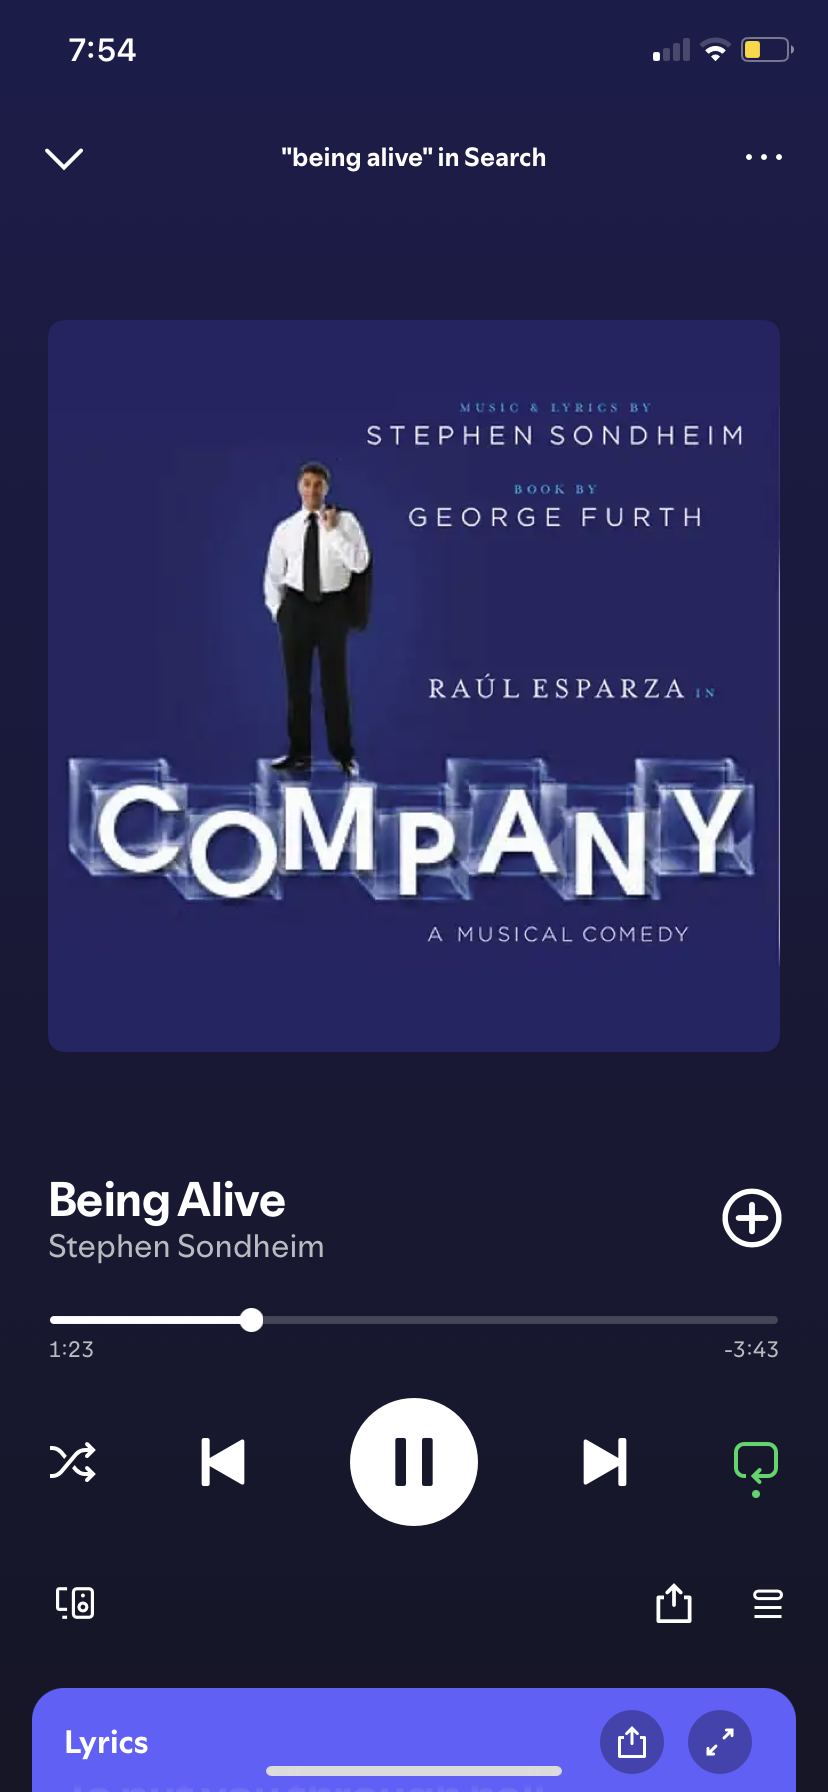 7:54
"being alive" in Search
MUSIC & LYRICS BY
STEPHEN SONDHEIM
BOOK BY
GEORGE FURTH
RAÚL ESPARZA IN
COMPANY
A MUSICAL COMEDY
Being Alive
Stephen Sondheim
1:23
-3:43
Lyrics